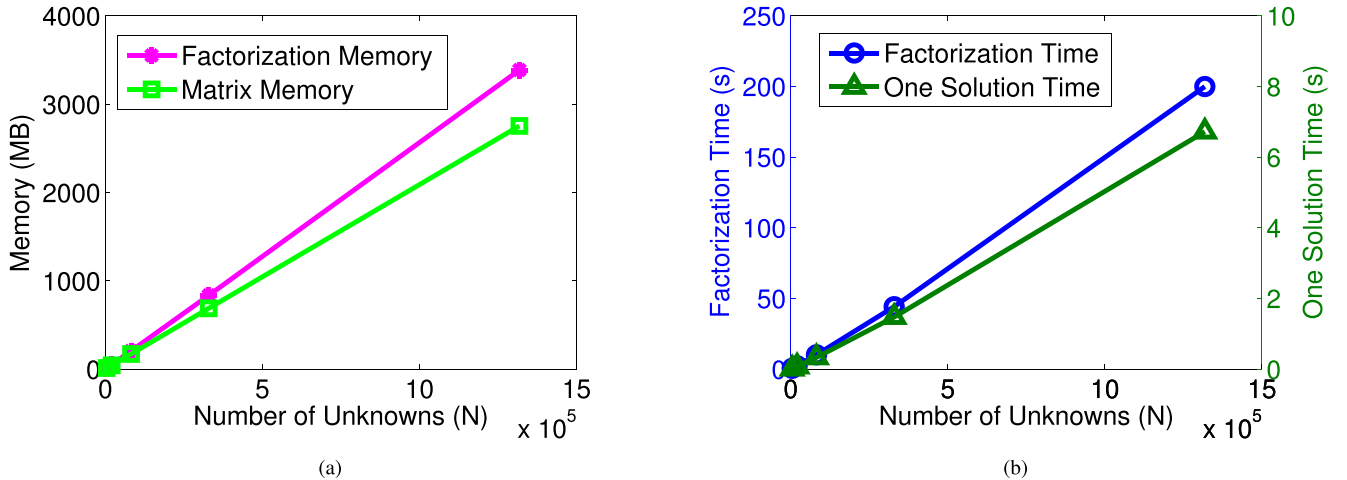 4000
3000
2000
1000
0
Memory (MB)
Factorization Memory
Matrix Memory
0
5
10
15
Number of Unknowns (N)
x 10^5
(a)
250
200
150
100
50
0
Factorization Time (s)
Factorization Time
One Solution Time
10
8
6
4
2
0
One Solution Time (s)
0
5
10
15
Number of Unknowns (N)
x 10^5
(b)